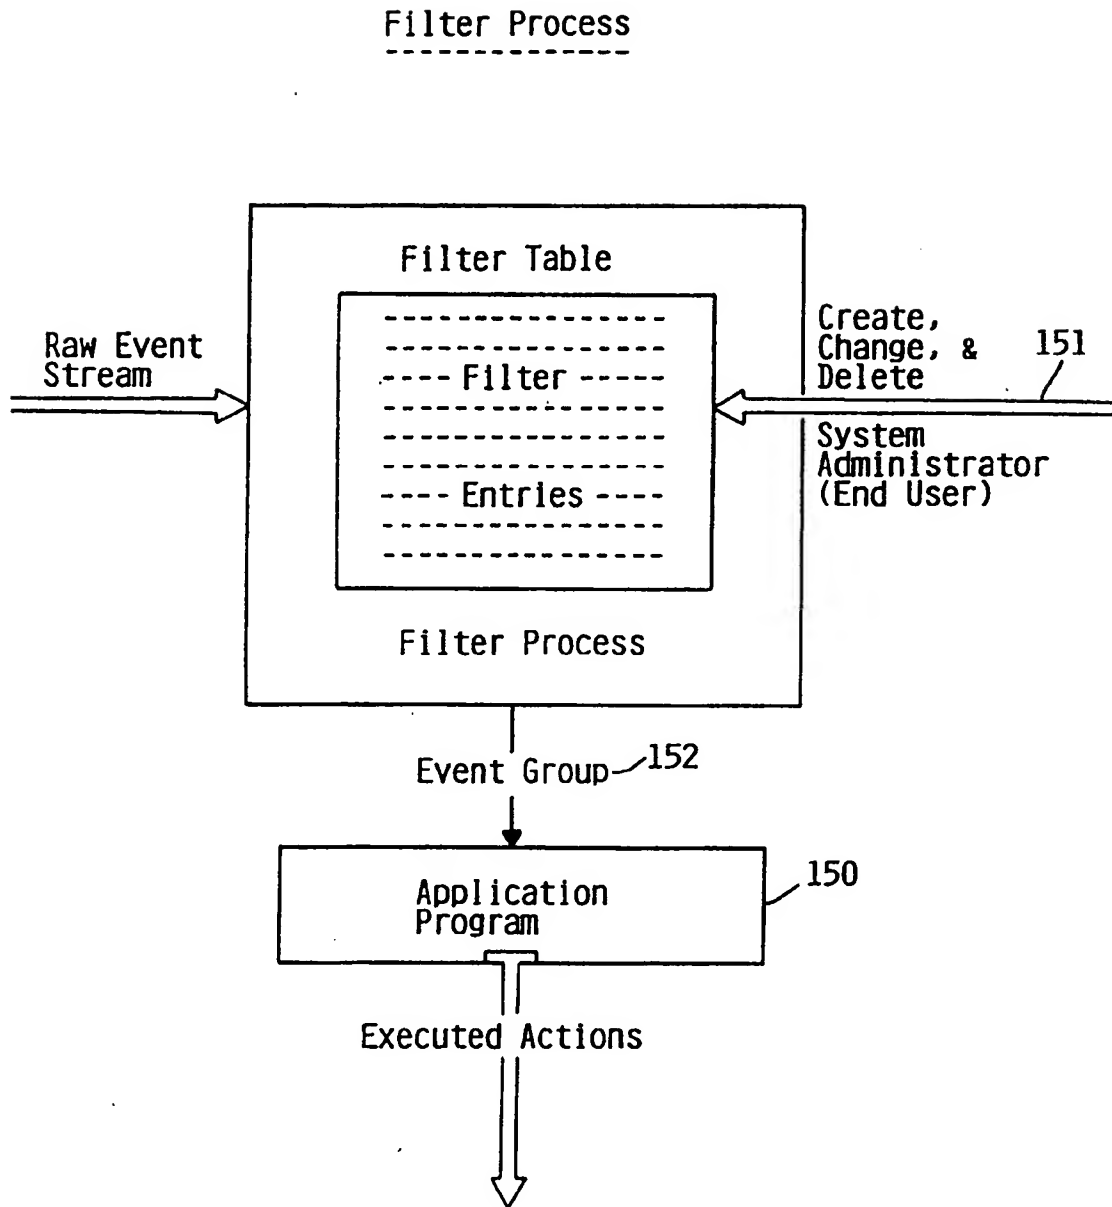 Filter Process
Filter Table
Raw Event
Stream
Filter
Entries
Create,
Change, &
Delete
151
System
Administrator
(End User)
Filter Process
Event Group
152
Application
Program
150
Executed Actions